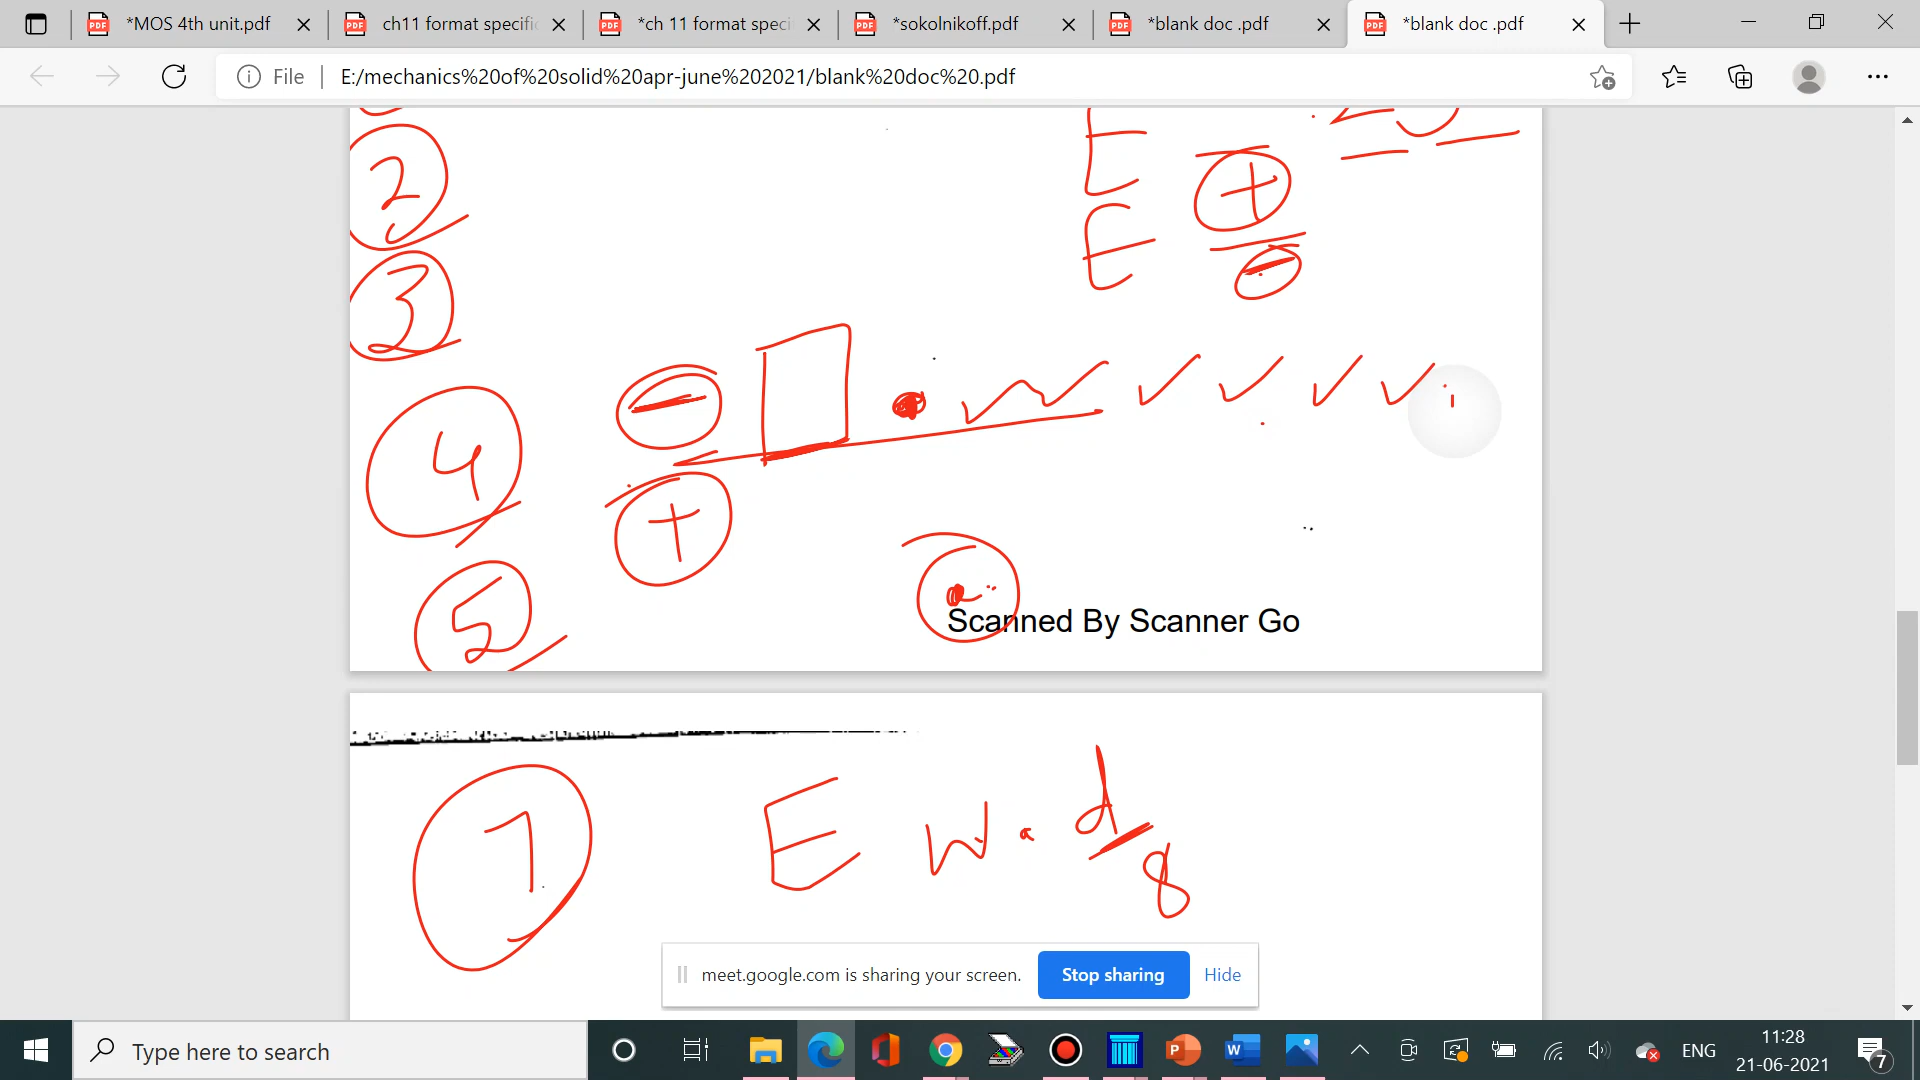 *MOS 4th unit.pdf
ch11 format specific
*ch 11 format speci
*sokolnikoff.pdf
*blank doc .pdf
*blank doc .pdf
File
E:/mechanics%20of%20solid%20apr-june%202021/blank%20doc%20.pdf
E
+
2
E
-
3
-
4
+
a
5
Scanned By Scanner Go
7
E W. d/8
meet.google.com is sharing your screen.
Stop sharing
Hide
Type here to search
ENG
11:28
21-06-2021
7